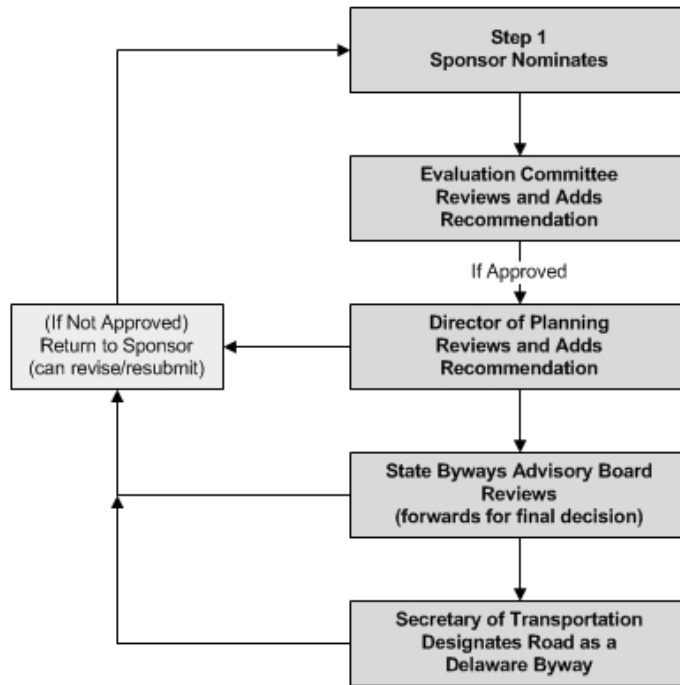 Step 1
Sponsor Nominates
Evaluation Committee
Reviews and Adds
Recommendation
If Approved
(If Not Approved)
Return to Sponsor
(can revise/resubmit)
Director of Planning
Reviews and Adds
Recommendation
State Byways Advisory Board
Reviews
(forwards for final decision)
Secretary of Transportation
Designates Road as a
Delaware Byway